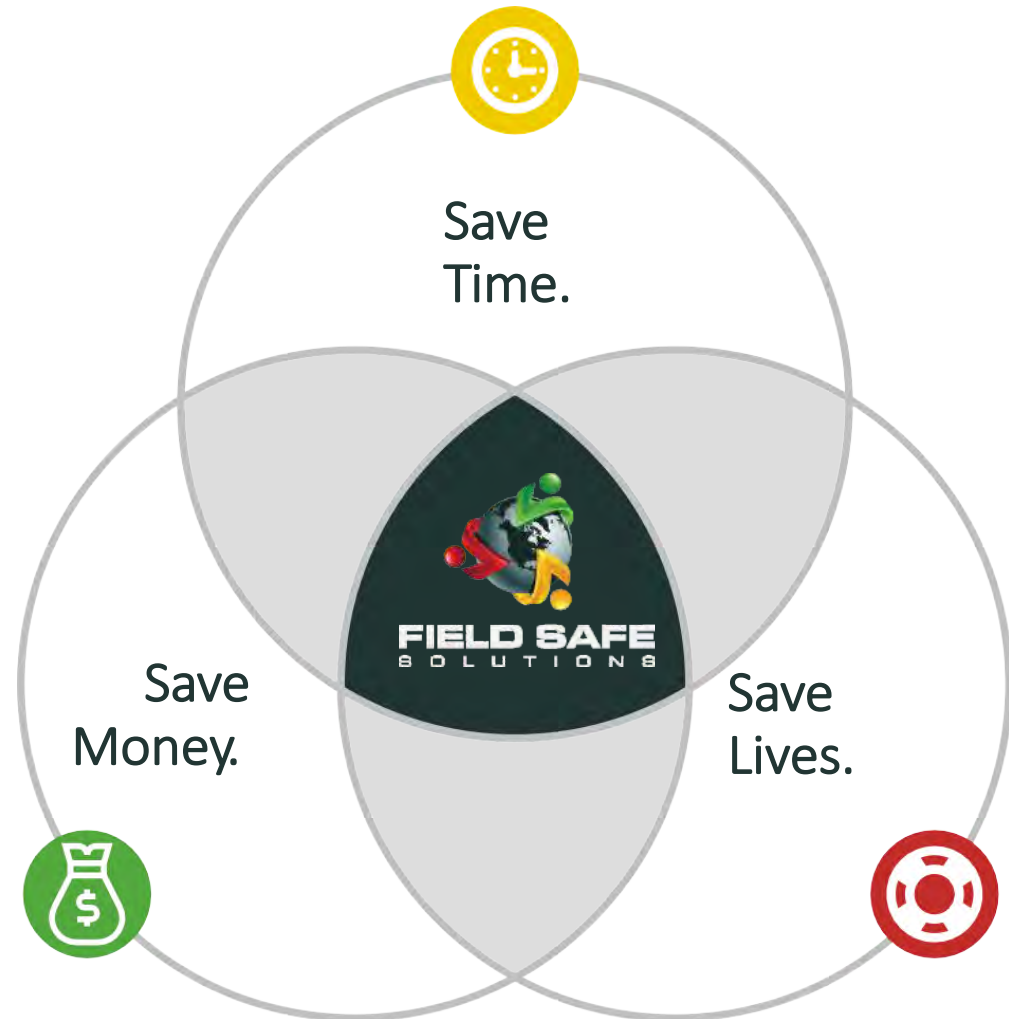 Save
Time.
FIELD SAFE
SOLUTIONS
Save
Money.
$
Save
Lives.